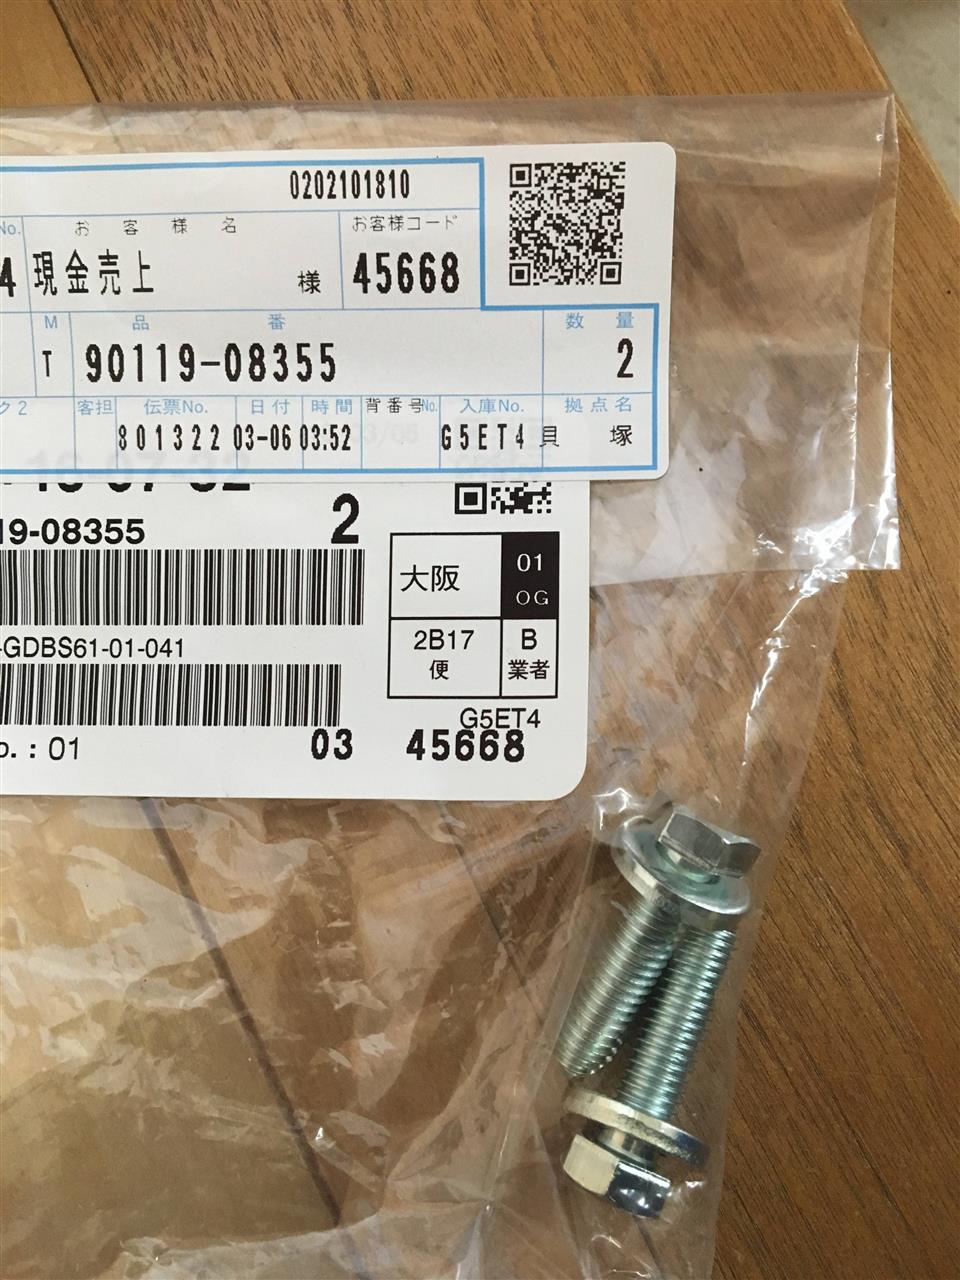 0202101810
No. お客様名 お客様コード
4 現金売上 様 45668
M 品番 数量
T 90119-08355 2
ク2 客担 伝票No. 日付 時間 背番号No. 入庫No. 拠点名
801322 03-06 03:52 G5ET4 貝塚
2
19-08355
大阪 01
OG
-GDBS61-01-041
2B17 B
便 業者
G5ET4
o.:01 03 45668